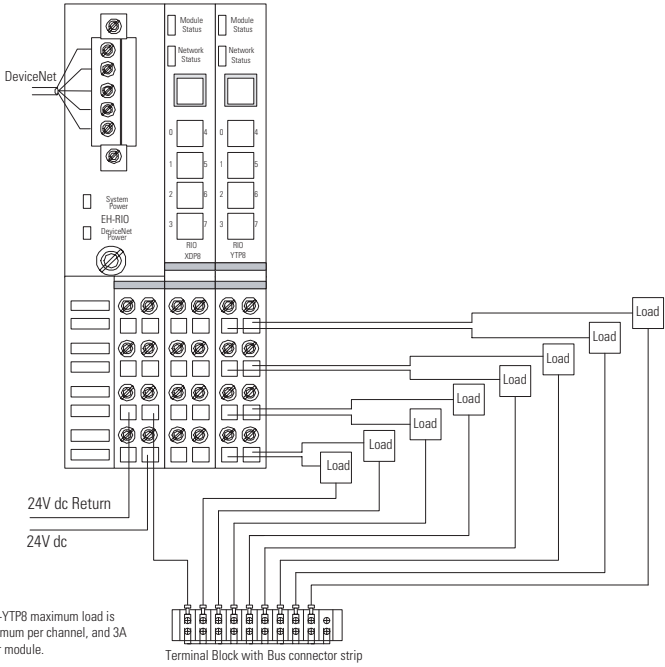 DeviceNet
Module
Status
Module
Status
Network
Status
Network
Status
0 4 0 4
1 5 1 5
2 6 2 6
3 7 3 7
System
Power
EH-RIO
DeviceNet
Power
RIO
XDP8
RIO
YTP8
Load
Load
Load
Load
Load
Load
Load
Load
24V dc Return
24V dc
-YTP8 maximum load is
mum per channel, and 3A
module.
Terminal Block with Bus connector strip